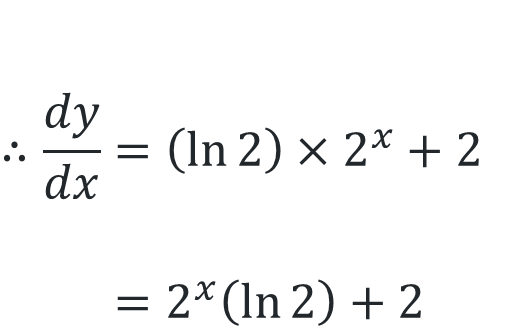 ∴ dy/dx = (ln 2) × 2^x + 2
= 2^x(ln 2) + 2